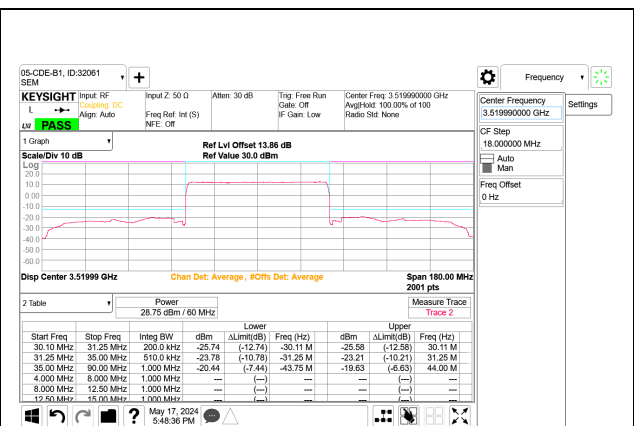 05-CDE-B1, ID:32061
SEM
Frequency
KEYSIGHT Input: RF Input Z: 50 Ω Atten: 30 dB Trig: Free Run Center Freq: 3.519990000 GHz
L Coupling: DC Gate: Off Avg|Hold: 100.00% of 100
Align: Auto Freq Ref: Int (S) IF Gain: Low Radio Std: None
LXI PASS NFE: Off
Center Frequency
3.519990000 GHz
Settings
CF Step
18.000000 MHz
Auto
Man
Freq Offset
0 Hz
1 Graph
Ref Lvl Offset 13.86 dB
Scale/Div 10 dB Ref Value 30.0 dBm
Log
20.0
10.0
0.00
-10.0
-20.0
-30.0
-40.0
-50.0
-60.0
Disp Center 3.51999 GHz Chan Det: Average , #Offs Det: Average Span 180.00 MHz
2001 pts
2 Table Power Measure Trace
28.75 dBm / 60 MHz Trace 2
Lower Upper
Start Freq Stop Freq Integ BW dBm ΔLimit(dB) Freq (Hz) dBm ΔLimit(dB) Freq (Hz)
30.10 MHz 31.25 MHz 200.0 kHz -25.74 (-12.74) -30.11 M -25.58 (-12.58) 30.11 M
31.25 MHz 35.00 MHz 510.0 kHz -23.78 (-10.78) -31.25 M -23.21 (-10.21) 31.25 M
35.00 MHz 90.00 MHz 1.000 MHz -20.44 (-7.44) -43.75 M -19.63 (-6.63) 44.00 M
4.000 MHz 8.000 MHz 1.000 MHz --- (---) --- --- (---) ---
8.000 MHz 12.50 MHz 1.000 MHz --- (---) --- --- (---) ---
12.50 MHz 15.00 MHz 1.000 MHz --- (---) --- --- (---) ---
May 17, 2024
5:48:36 PM